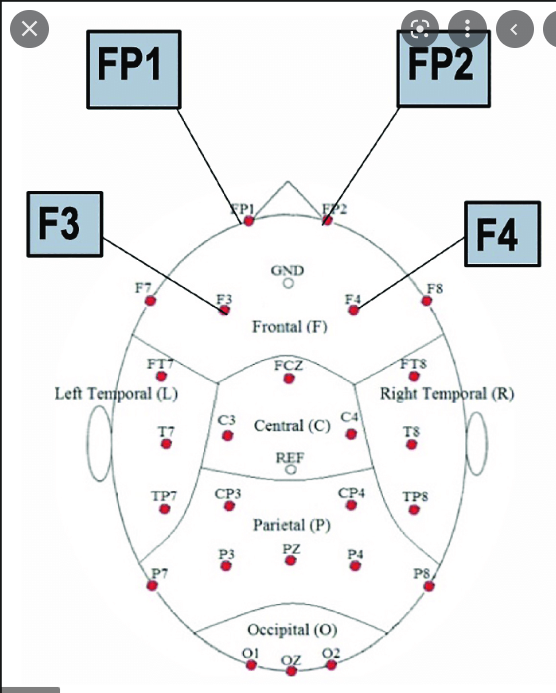 FP1
FP2
F3
F4
FP1
FP2
GND
F7
F8
F3
F4
Frontal (F)
FT7
FCZ
FT8
Left Temporal (L)
Right Temporal (R)
C3
Central (C)
C4
T7
T8
REF
TP7
CP3
CP4
TP8
Parietal (P)
P3
PZ
P4
P7
P8
Occipital (O)
O1
OZ
O2